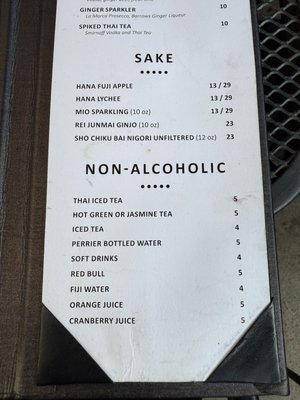 GINGER SPARKLER 10
La Marca Prosecco, Barrows Ginger Liqueur
SPIKED THAI TEA 10
Smirnoff Vodka and Thai Tea
SAKE
HANA FUJI APPLE 13 / 29
HANA LYCHEE 13 / 29
MIO SPARKLING (10 oz) 13 / 29
REI JUNMAI GINJO (10 oz) 23
SHO CHIKU BAI NIGORI UNFILTERED (12 oz) 23
NON-ALCOHOLIC
THAI ICED TEA 5
HOT GREEN OR JASMINE TEA 5
ICED TEA 4
PERRIER BOTTLED WATER 5
SOFT DRINKS 4
RED BULL 5
FIJI WATER 4
ORANGE JUICE 5
CRANBERRY JUICE 5